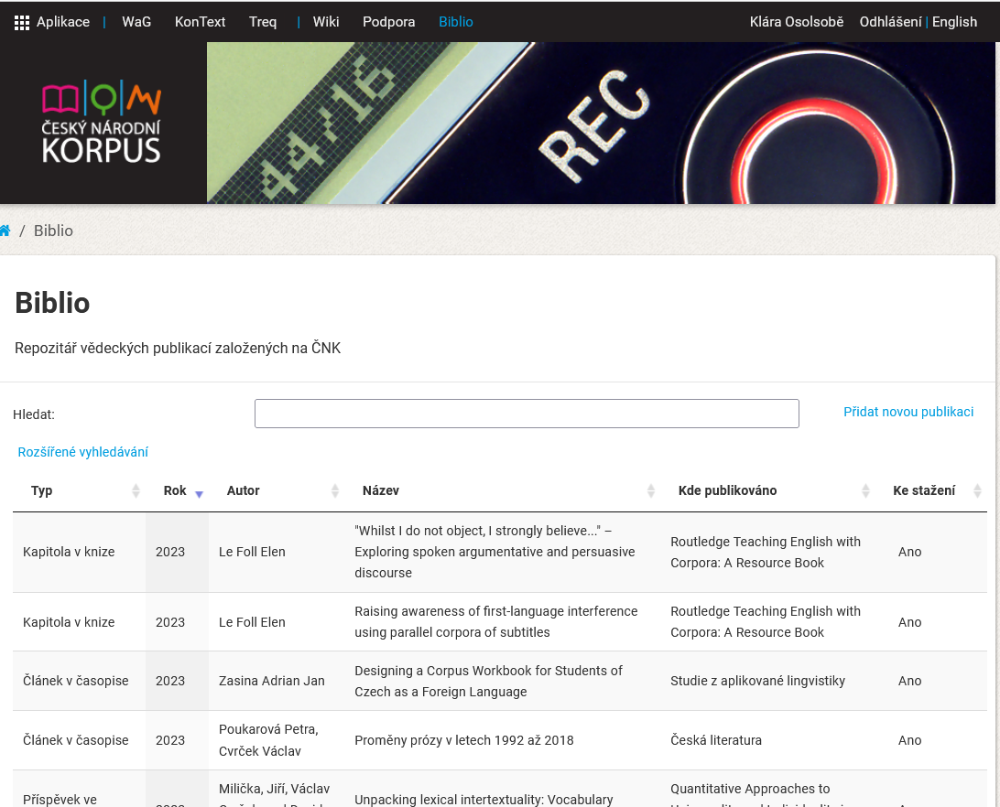 Aplikace | WaG KonText Treq | Wiki Podpora Biblio Klára Osolsobě Odhlášení | English
ČESKÝ NÁRODNÍ
KORPUS
44/16
REC
/ Biblio
Biblio
Repozitář vědeckých publikací založených na ČNK
Hledat:
Přidat novou publikaci
Rozšířené vyhledávání
Typ Rok Autor Název Kde publikováno Ke stažení
Kapitola v knize 2023 Le Foll Elen
"Whilst I do not object, I strongly believe..." –
Exploring spoken argumentative and persuasive
discourse
Routledge Teaching English with
Corpora: A Resource Book
Ano
Kapitola v knize 2023 Le Foll Elen
Raising awareness of first-language interference
using parallel corpora of subtitles
Routledge Teaching English with
Corpora: A Resource Book
Ano
Článek v časopise 2023 Zasina Adrian Jan
Designing a Corpus Workbook for Students of
Czech as a Foreign Language
Studie z aplikované lingvistiky
Ano
Článek v časopise 2023
Poukarová Petra,
Cvrček Václav
Proměny prózy v letech 1992 až 2018
Česká literatura
Ano
Příspěvek ve
Milička, Jiří, Václav
Unpacking lexical intertextuality: Vocabulary
Quantitative Approaches to